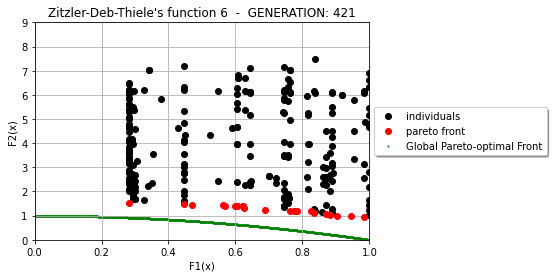 Zitzler-Deb-Thiele's function 6 - GENERATION: 421
F2(x)
9
8
7
6
5
4
3
2
1
0
0.0 0.2 0.4 0.6 0.8 1.0
F1(x)
individuals
pareto front
Global Pareto-optimal Front